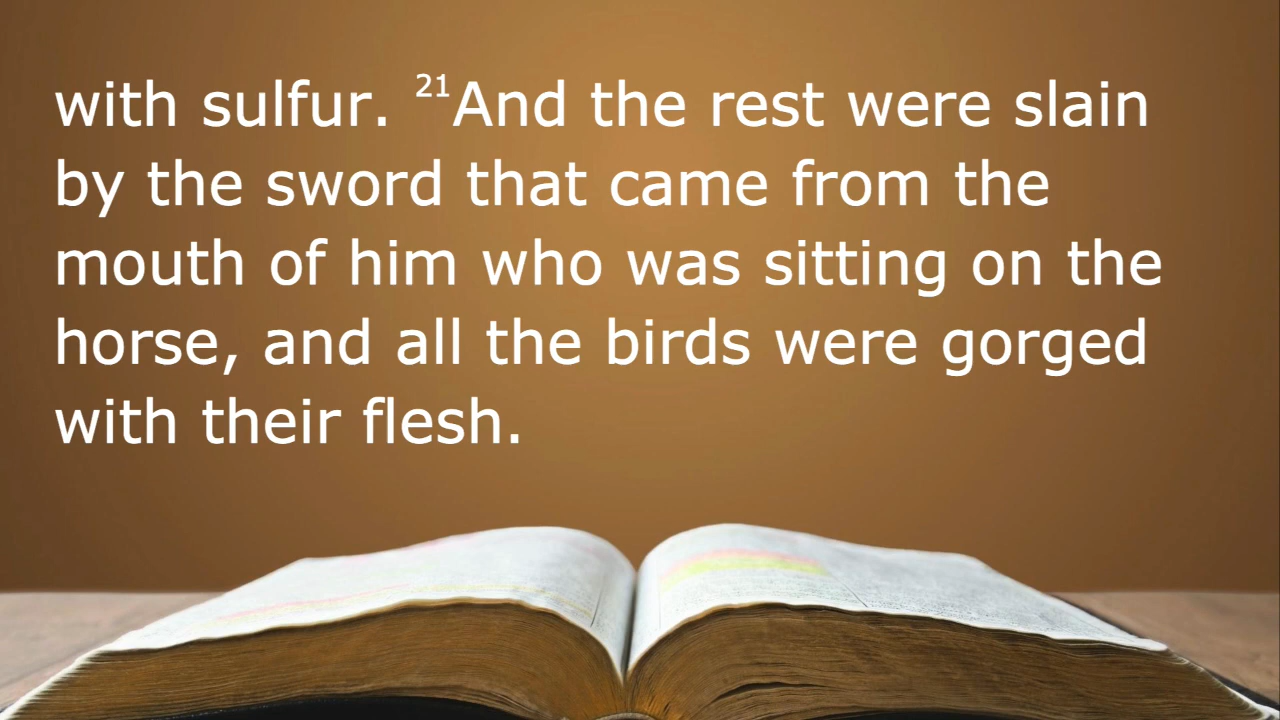 with sulfur. 21And the rest were slain
by the sword that came from the
mouth of him who was sitting on the
horse, and all the birds were gorged
with their flesh.